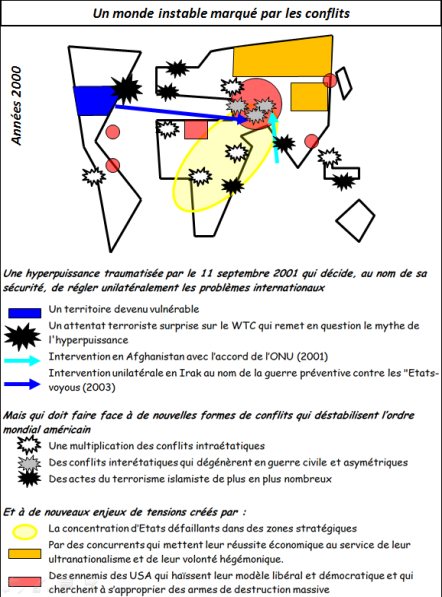 Un monde instable marqué par les conflits
Années 2000
Une hyperpuissance traumatisée par le 11 septembre 2001 qui décide, au nom de sa
sécurité, de régler unilatéralement les problèmes internationaux
Un territoire devenu vulnérable
Un attentat terroriste surprise sur le WTC qui remet en question le mythe de
l'hyperpuissance
Intervention en Afghanistan avec l'accord de l'ONU (2001)
Intervention unilatérale en Irak au nom de la guerre préventive contre les "Etats-
voyous (2003)
Mais qui doit faire face à de nouvelles formes de conflits qui déstabilisent l'ordre
mondial américain
Une multiplication des conflits intraétatiques
Des conflits interétatiques qui dégénèrent en guerre civile et asymétriques
Des actes du terrorisme islamiste de plus en plus nombreux
Et à de nouveaux enjeux de tensions créés par :
La concentration d'Etats défaillants dans des zones stratégiques
Par des concurrents qui mettent leur réussite économique au service de leur
ultranationalisme et de leur volonté hégémonique.
Des ennemis des USA qui haïssent leur modèle libéral et démocratique et qui
cherchent à s'approprier des armes de destruction massive